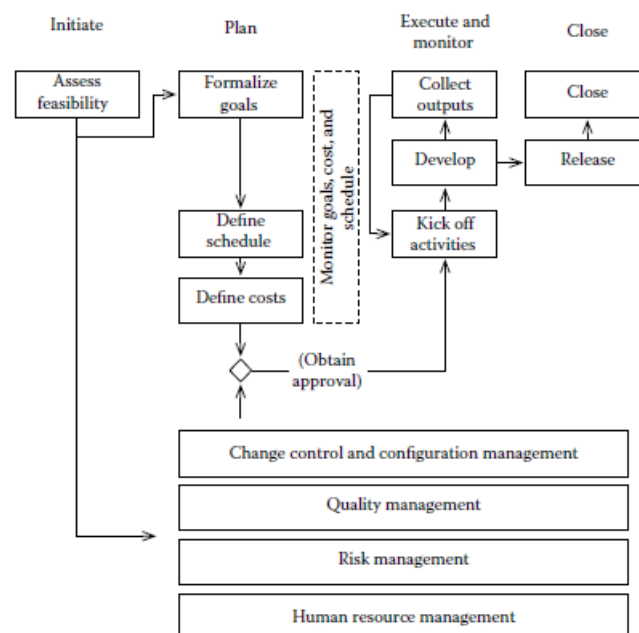 Initiate
Plan
Execute and
monitor
Close
Assess
feasibility
Formalize
goals
Monitor goals, cost, and
schedule
Collect
outputs
Close
Develop
Release
Define
schedule
Kick off
activities
Define costs
(Obtain
approval)
Change control and configuration management
Quality management
Risk management
Human resource management